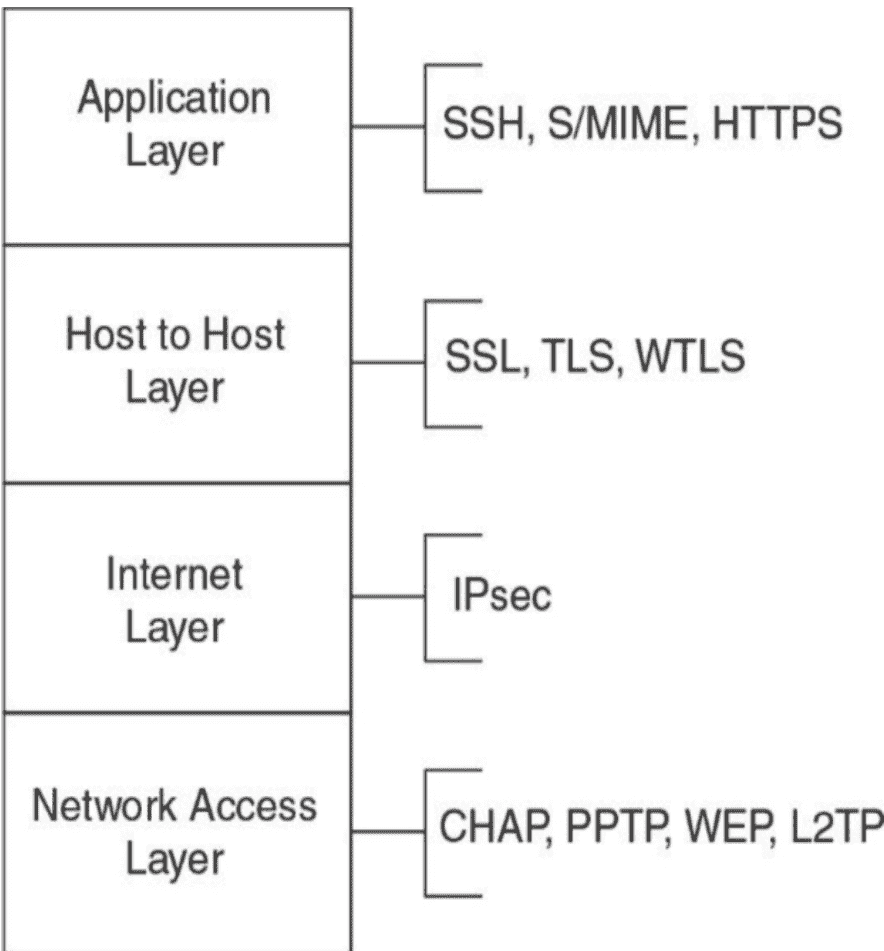 Application
Layer
SSH, S/MIME, HTTPS
Host to Host
Layer
SSL, TLS, WTLS
Internet
Layer
IPsec
Network Access
Layer
CHAP, PPTP, WEP, L2TP